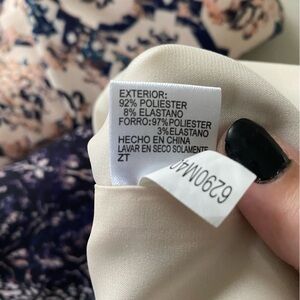 EXTERIOR:
92% POLIESTER
8% ELASTANO
FORRO:97%POLIESTER
3%ELASTANO
HECHO EN CHINA
LAVAR EN SECO SOLAMENTE
ZT
6290M40